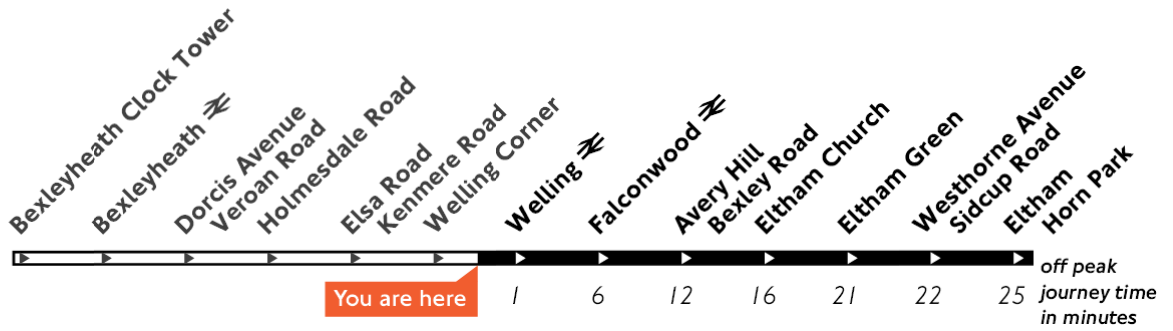 Bexleyheath Clock Tower
Bexleyheath
Dorcis Avenue
Veroan Road
Holmesdale Road
Elsa Road
Kenmere Road
Welling Corner
Welling
Falconwood
Avery Hill
Bexley Road
Eltham Church
Eltham Green
Westhorne Avenue
Sidcup Road
Eltham
Horn Park
You are here
1 6 12 16 21 22 25
off peak
journey time
in minutes